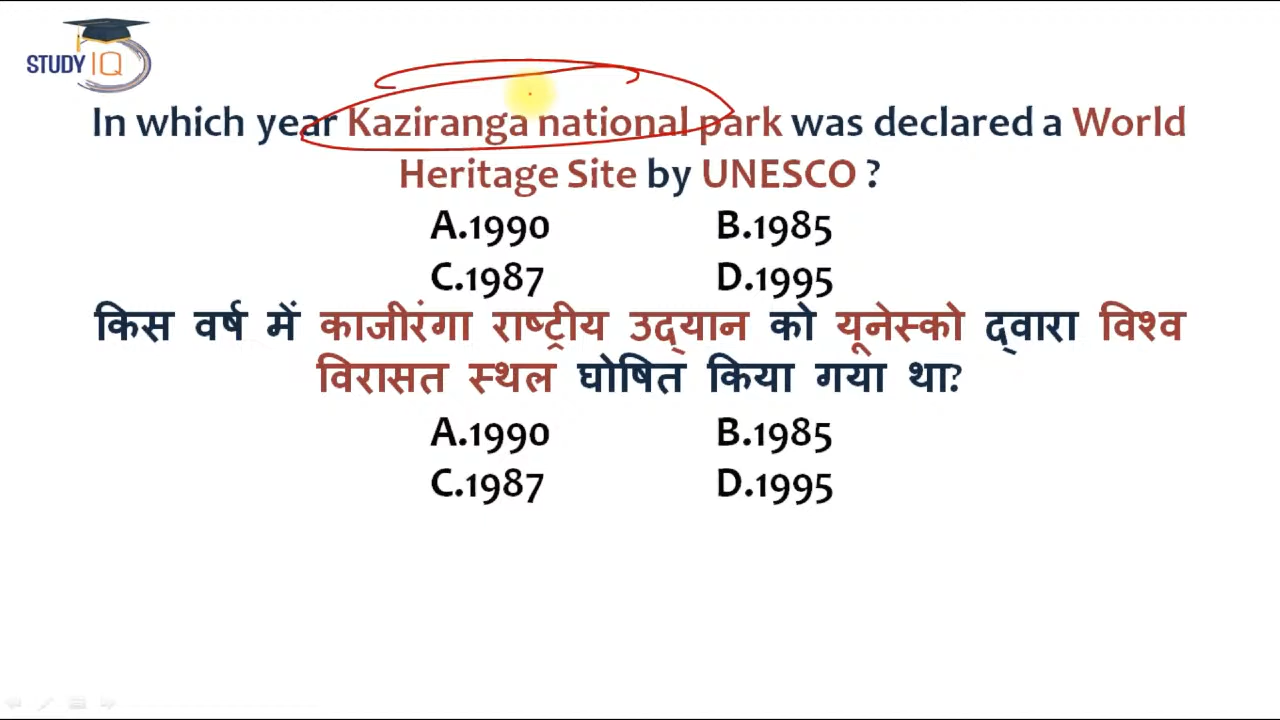 STUDY IQ
In which year Kaziranga national park was declared a World
Heritage Site by UNESCO ?
A.1990 B.1985
C.1987 D.1995
किस वर्ष में काजीरंगा राष्ट्रीय उद्यान को यूनेस्को द्वारा विश्व
विरासत स्थल घोषित किया गया था?
A.1990 B.1985
C.1987 D.1995